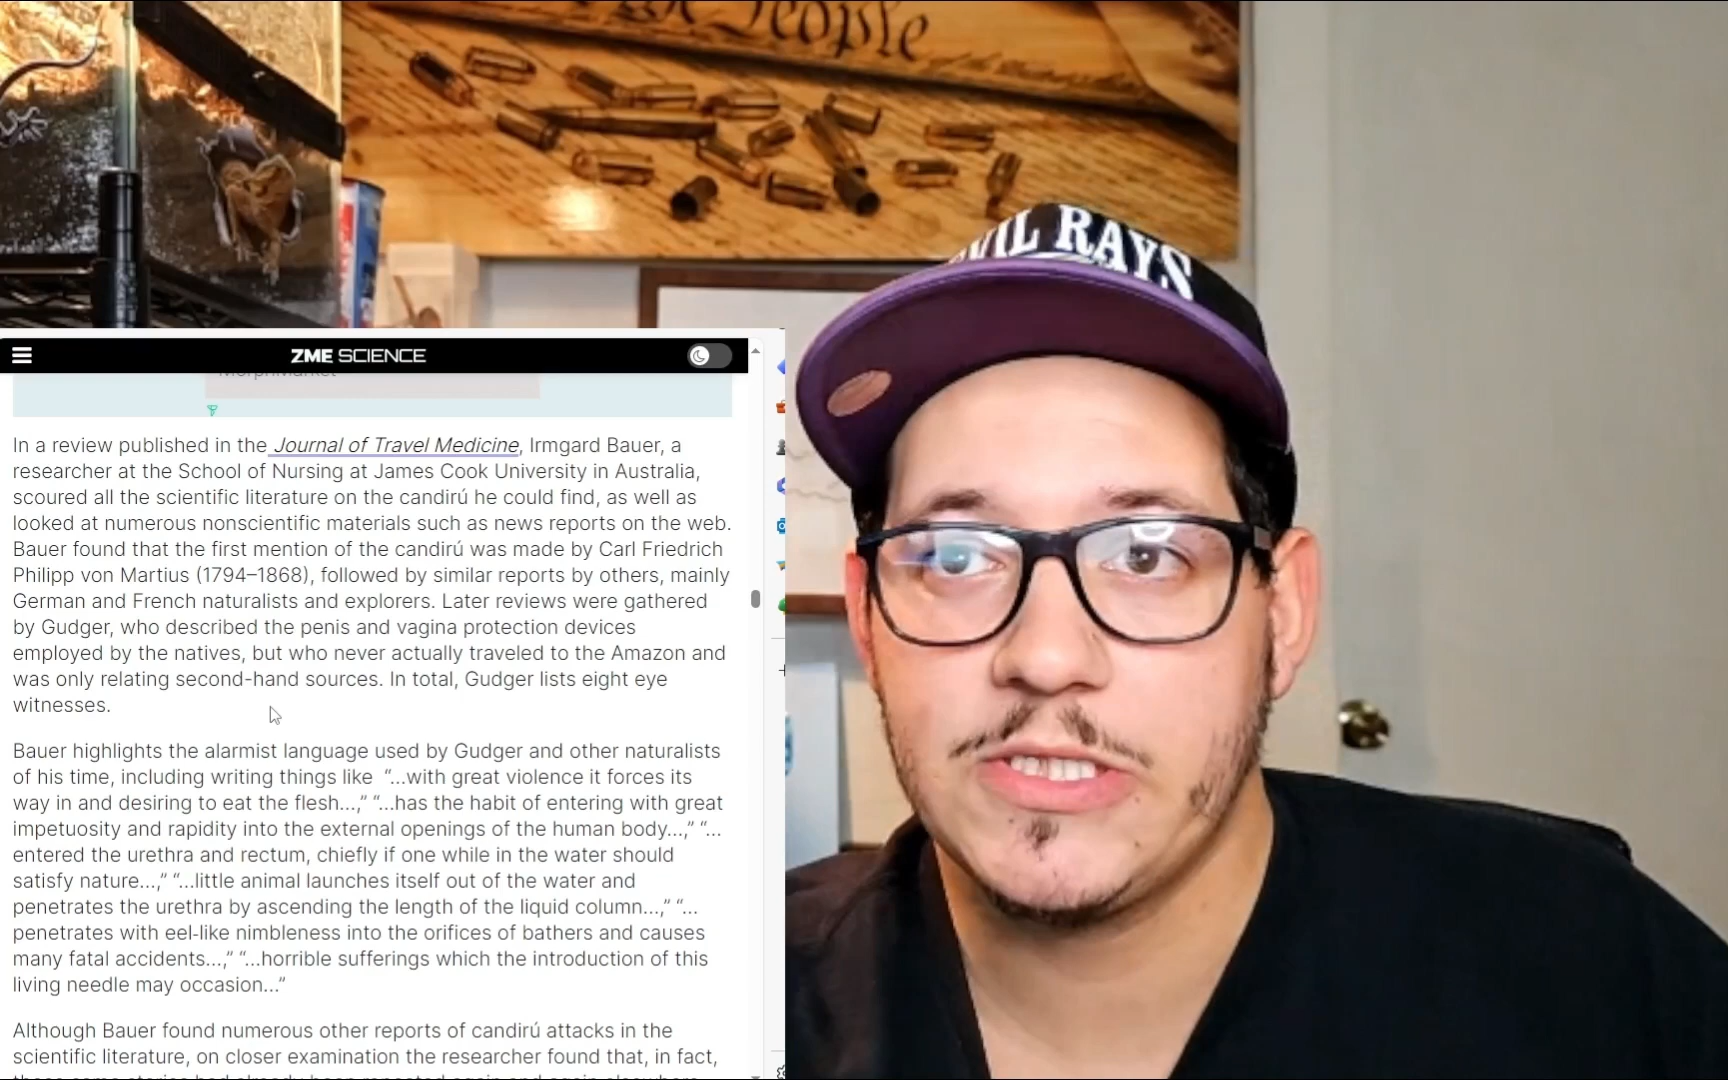 The People
VIL RAYS
ZME SCIENCE
MorphMarket
In a review published in the Journal of Travel Medicine, Irmgard Bauer, a
researcher at the School of Nursing at James Cook University in Australia,
scoured all the scientific literature on the candirú he could find, as well as
looked at numerous nonscientific materials such as news reports on the web.
Bauer found that the first mention of the candirú was made by Carl Friedrich
Philipp von Martius (1794–1868), followed by similar reports by others, mainly
German and French naturalists and explorers. Later reviews were gathered
by Gudger, who described the penis and vagina protection devices
employed by the natives, but who never actually traveled to the Amazon and
was only relating second-hand sources. In total, Gudger lists eight eye
witnesses.
Bauer highlights the alarmist language used by Gudger and other naturalists
of his time, including writing things like “…with great violence it forces its
way in and desiring to eat the flesh…,” “…has the habit of entering with great
impetuosity and rapidity into the external openings of the human body…,” “…
entered the urethra and rectum, chiefly if one while in the water should
satisfy nature…,” “…little animal launches itself out of the water and
penetrates the urethra by ascending the length of the liquid column…,” “…
penetrates with eel-like nimbleness into the orifices of bathers and causes
many fatal accidents…,” “…horrible sufferings which the introduction of this
living needle may occasion…”
Although Bauer found numerous other reports of candirú attacks in the
scientific literature, on closer examination the researcher found that, in fact,